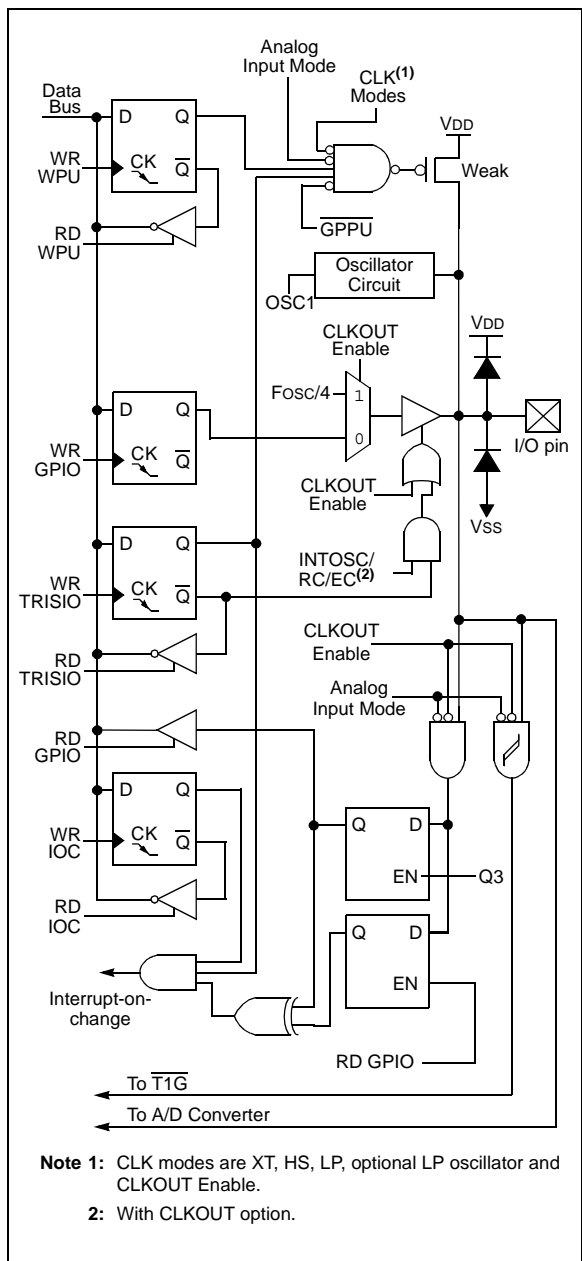 Analog
Input Mode
CLK(1)
Modes
Data
Bus
D Q
VDD
WR
WPU
CK Q
Weak
RD
WPU
GPPU
Oscillator
Circuit
OSC1
CLKOUT
Enable
VDD
FOSC/4
1
D Q
0
I/O pin
WR
GPIO
CK Q
CLKOUT
Enable
VSS
D Q
INTOSC/
RC/EC(2)
WR
TRISIO
CK Q
CLKOUT
Enable
RD
TRISIO
Analog
Input Mode
RD
GPIO
D Q
Q D
WR
IOC
CK Q
EN
Q3
RD
IOC
Q D
EN
Interrupt-on-
change
RD GPIO
To T1G
To A/D Converter
Note 1: CLK modes are XT, HS, LP, optional LP oscillator and
CLKOUT Enable.
2: With CLKOUT option.